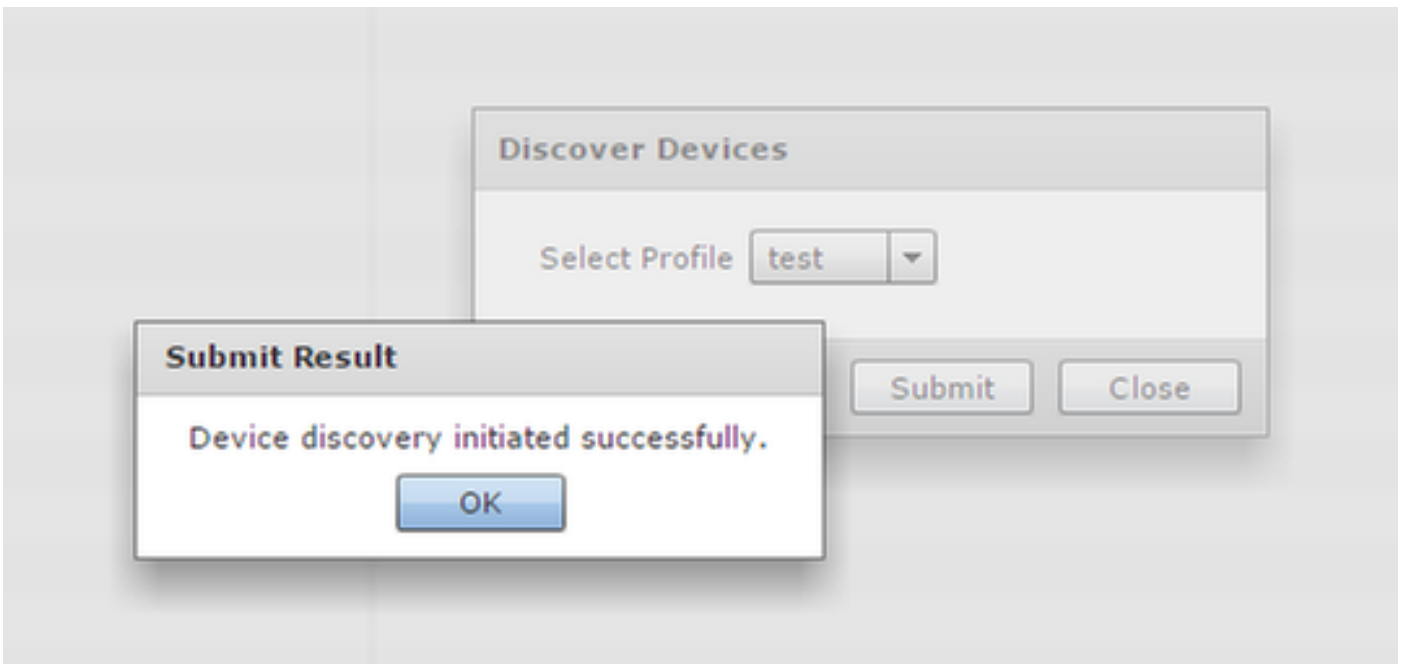 Discover Devices
Select Profile test
Submit Result
Submit Close
Device discovery initiated successfully.
OK